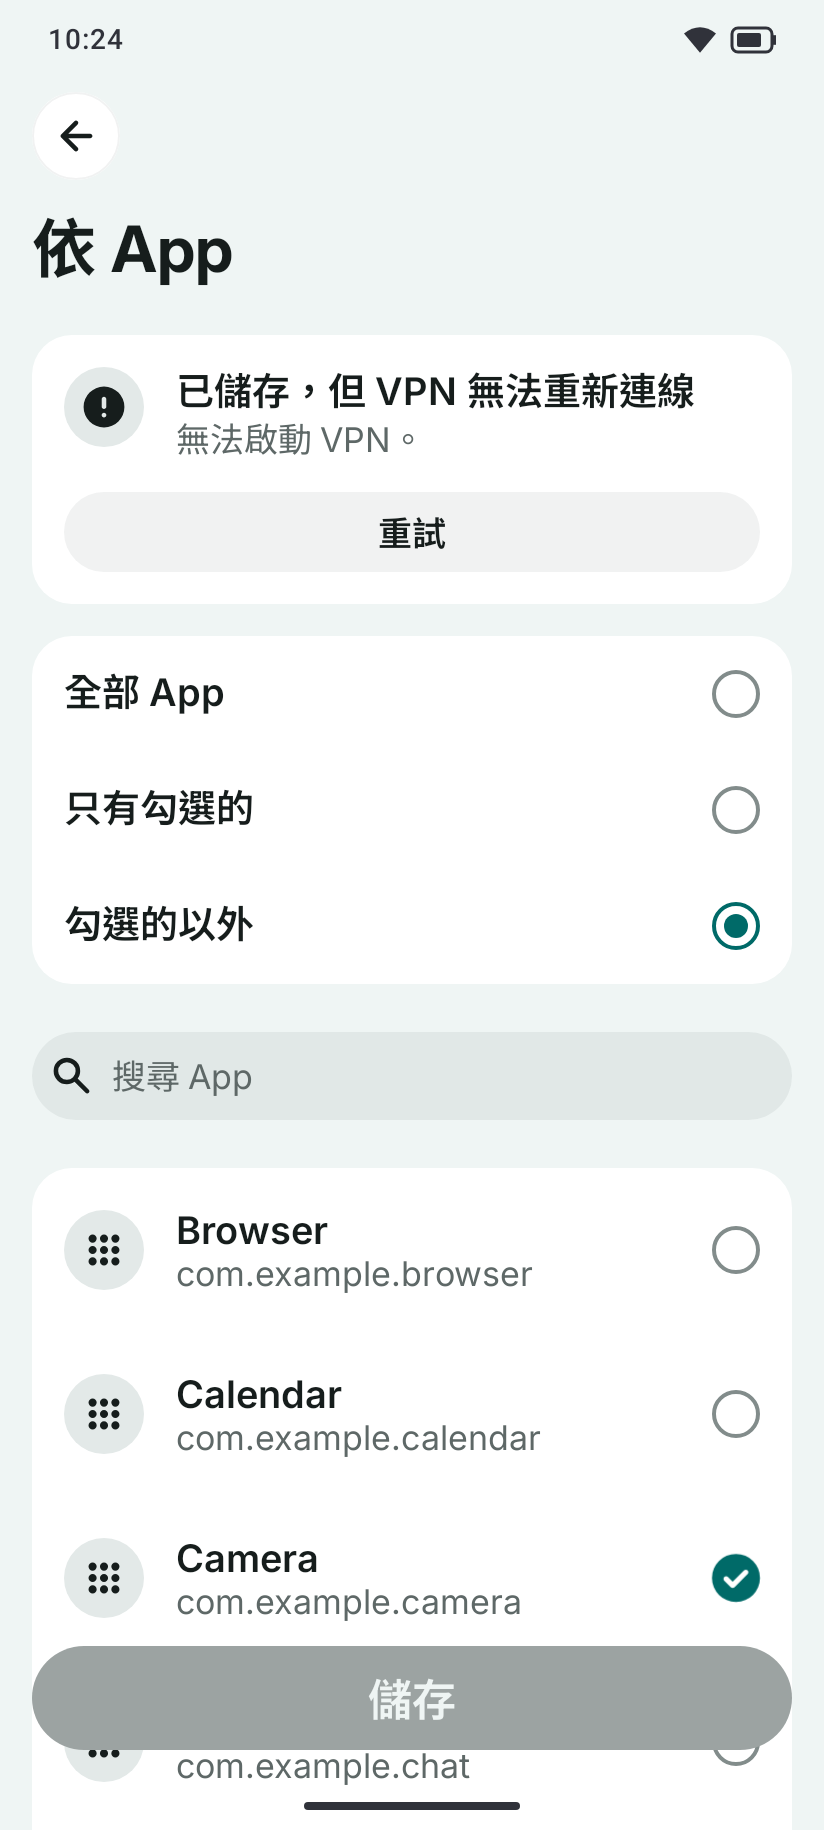 10:24
依 App
已儲存，但 VPN 無法重新連線
無法啟動 VPN。
重試
全部 App
只有勾選的
勾選的以外
搜尋 App
Browser
com.example.browser
Calendar
com.example.calendar
Camera
com.example.camera
儲存
com.example.chat